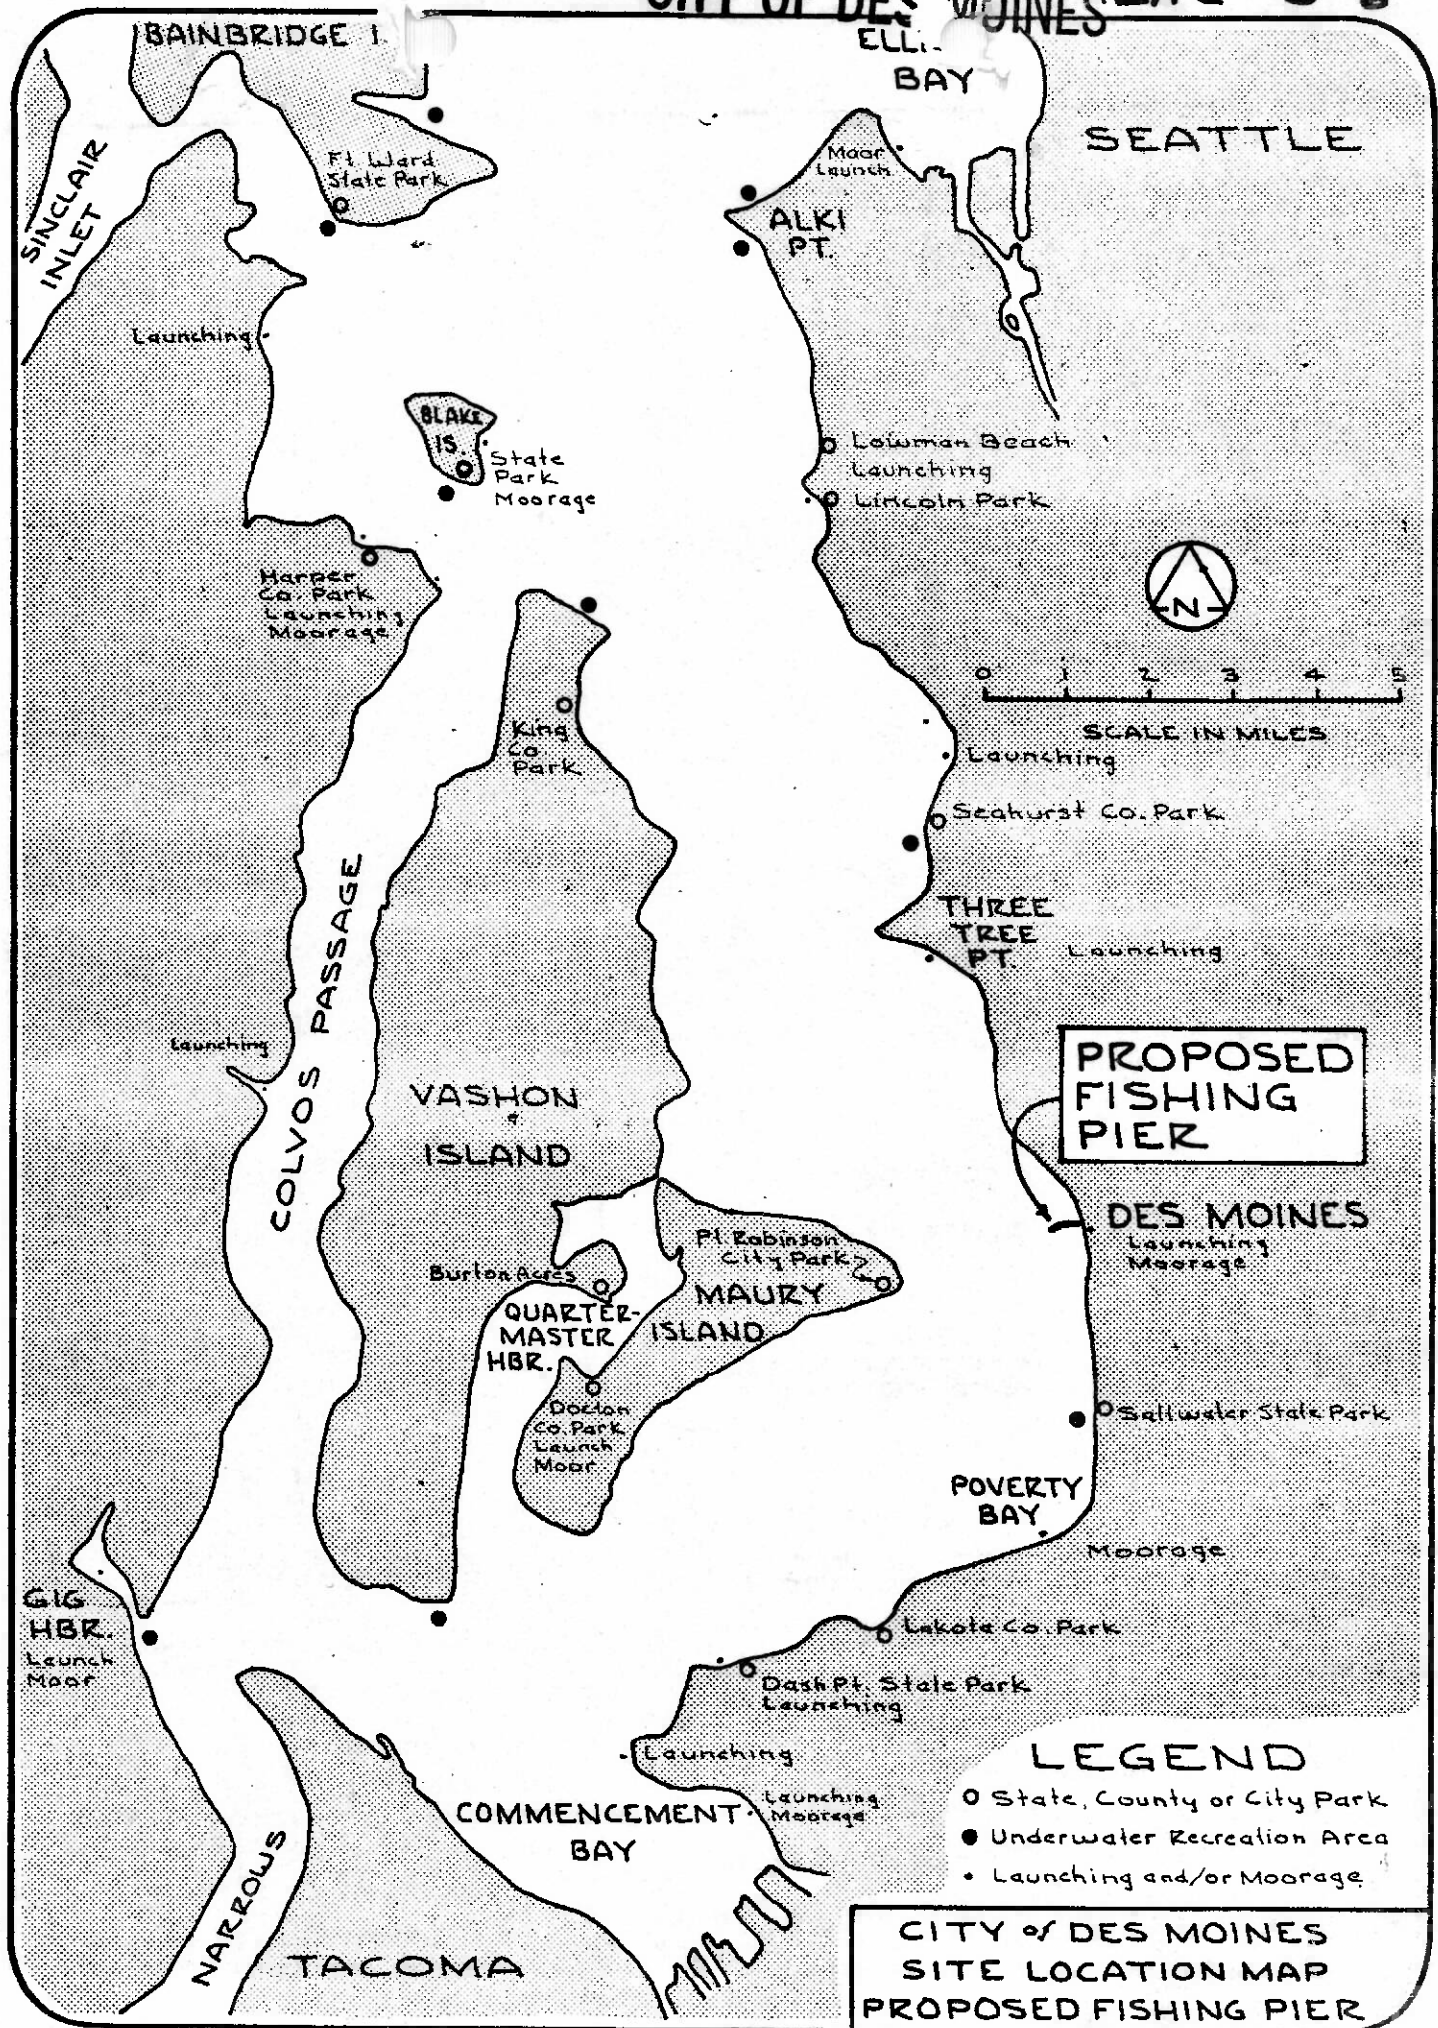 CITY OF DES MOINES
BAINBRIDGE I.
BAY
SEATTLE
SINCLAIR
INLET
Ft Ward
State Park
Moor
Launch
ALKI
PT.
Launching
BLAKE
IS.
State
Park
Moorage
Lowman Beach
Launching
Lincoln Park
Harper
Co. Park
Launching
Moorage
N
0 1 2 3 4 5
SCALE IN MILES
King
Co.
Park
Launching
Seahurst Co. Park
THREE
TREE
PT.
Launching
COLVOS PASSAGE
Launching
VASHON
ISLAND
PROPOSED
FISHING
PIER
DES MOINES
Launching
Moorage
Pt Robinson
City Park
Burton Acres
MAURY
ISLAND
QUARTER-
MASTER
HBR.
Docton
Co. Park
Launch
Moor
Saltwater State Park
POVERTY
BAY
Moorage
GIG
HBR.
Launch
Moor
Lakota Co. Park
Dash Pt. State Park
Launching
Launching
Launching
Moorage
COMMENCEMENT
BAY
NARROWS
TACOMA
LEGEND
State, County or City Park
Underwater Recreation Area
Launching and/or Moorage
CITY of DES MOINES
SITE LOCATION MAP
PROPOSED FISHING PIER